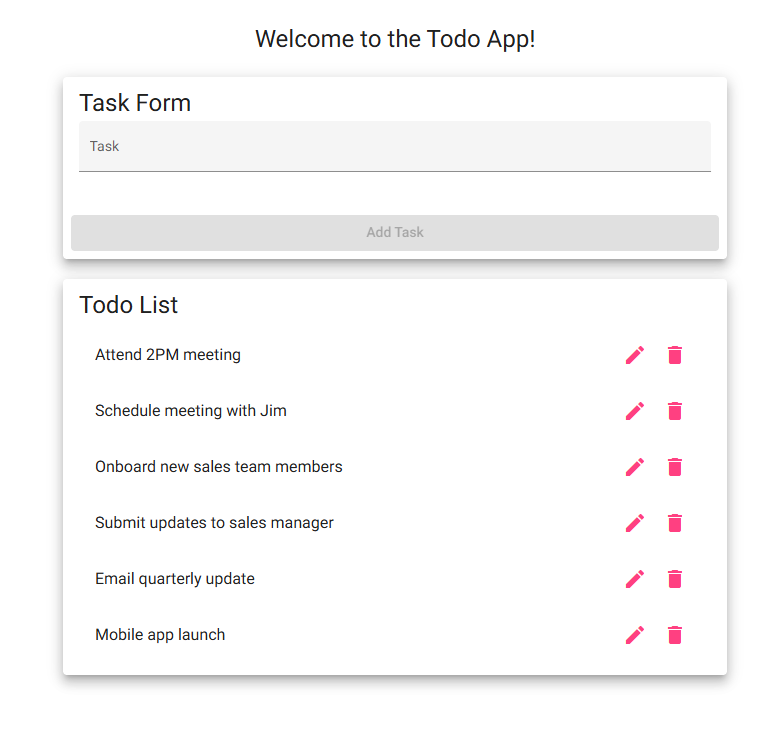 Welcome to the Todo App!
Task Form
Task
Add Task
Todo List
Attend 2PM meeting
Schedule meeting with Jim
Onboard new sales team members
Submit updates to sales manager
Email quarterly update
Mobile app launch